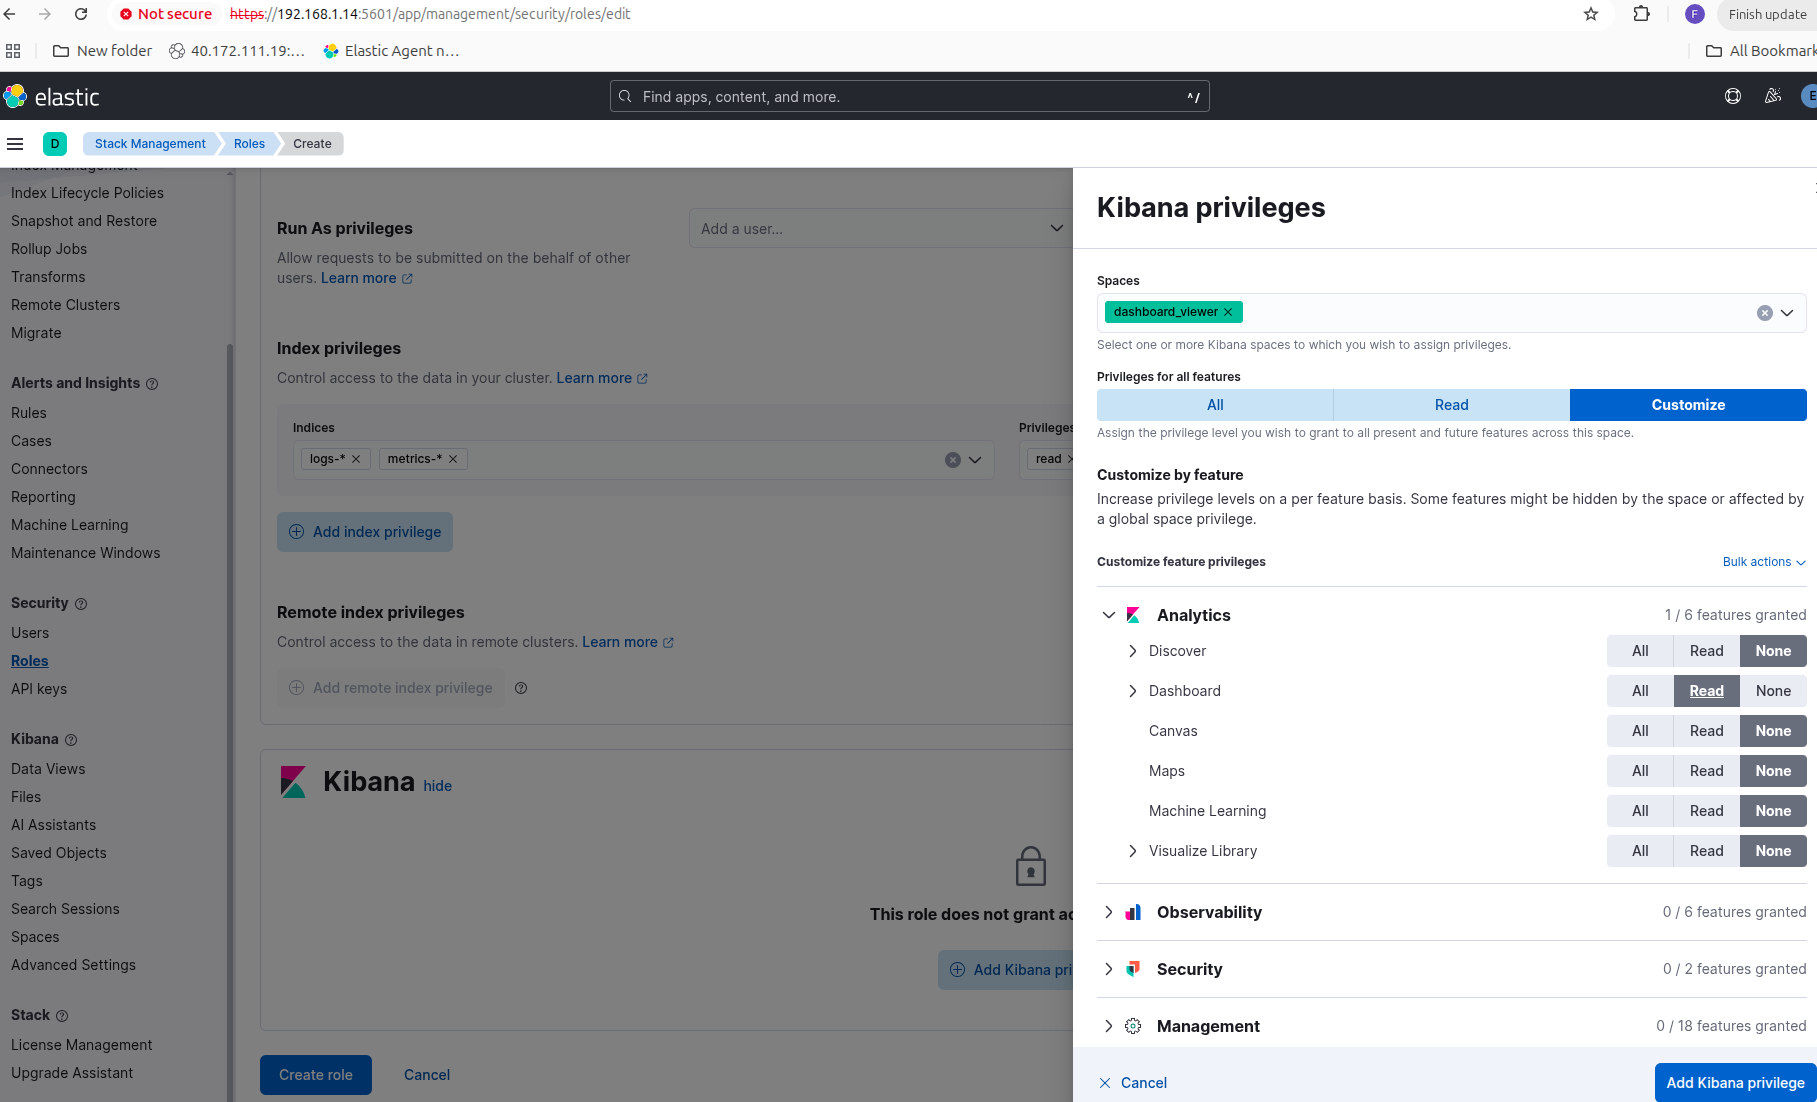 Not secure
https://192.168.1.14:5601/app/management/security/roles/edit
F
Finish update
New folder
40.172.111.19:...
Elastic Agent n...
All Bookmark
elastic
Find apps, content, and more.
^/
E
D
Stack Management
Roles
Create
Index Management
Index Lifecycle Policies
Snapshot and Restore
Rollup Jobs
Transforms
Remote Clusters
Migrate
Alerts and Insights
Rules
Cases
Connectors
Reporting
Machine Learning
Maintenance Windows
Security
Users
Roles
API keys
Kibana
Data Views
Files
AI Assistants
Saved Objects
Tags
Search Sessions
Spaces
Advanced Settings
Stack
License Management
Upgrade Assistant
Run As privileges
Allow requests to be submitted on the behalf of other
users. Learn more
Add a user...
Index privileges
Control access to the data in your cluster. Learn more
Indices
Privileges
logs-*
metrics-*
read
Add index privilege
Remote index privileges
Control access to the data in remote clusters. Learn more
Add remote index privilege
Kibana hide
This role does not grant ac
Add Kibana pri
Create role
Cancel
Kibana privileges
Spaces
dashboard_viewer
Select one or more Kibana spaces to which you wish to assign privileges.
Privileges for all features
All Read Customize
Assign the privilege level you wish to grant to all present and future features across this space.
Customize by feature
Increase privilege levels on a per feature basis. Some features might be hidden by the space or affected by
a global space privilege.
Customize feature privileges
Bulk actions
Analytics
1 / 6 features granted
Discover
All Read None
Dashboard
All Read None
Canvas
All Read None
Maps
All Read None
Machine Learning
All Read None
Visualize Library
All Read None
Observability
0 / 6 features granted
Security
0 / 2 features granted
Management
0 / 18 features granted
Cancel
Add Kibana privilege